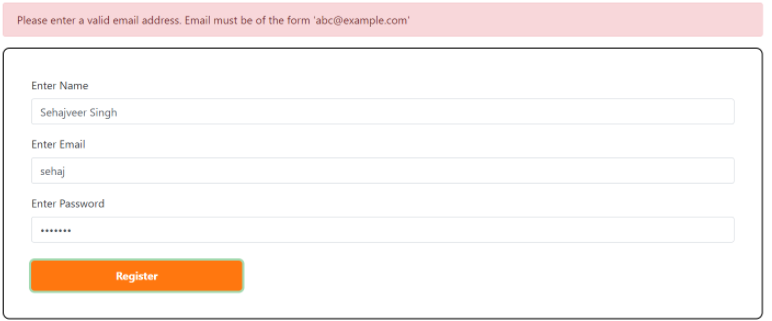 Please enter a valid email address. Email must be of the form 'abc@example.com'
Enter Name
Sehajveer Singh
Enter Email
sehaj
Enter Password
•••••••
Register